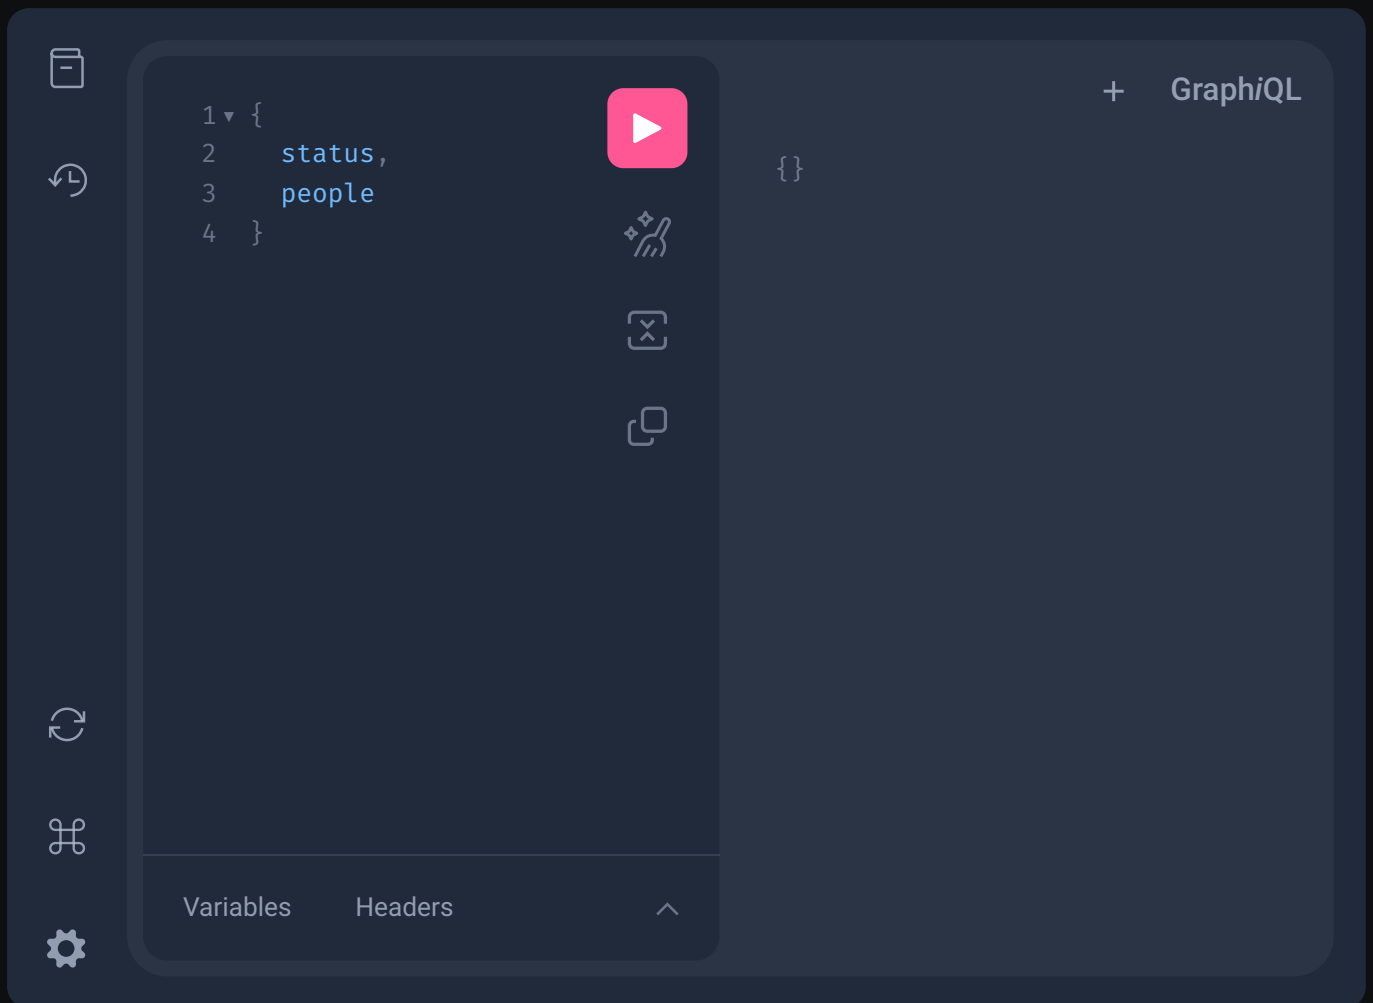 1 ▾ {
2 status,
3 people
4 }
Variables Headers
+ GraphiQL
{}